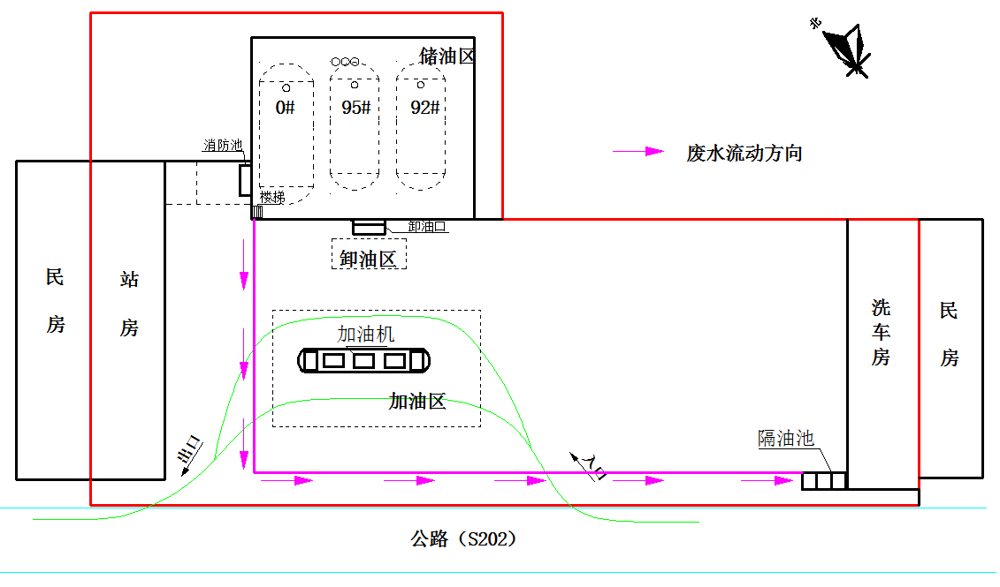 北
储油区
0#
95#
92#
消防池
废水流动方向
楼梯
卸油口
卸油区
民房
站房
洗车房
民房
加油机
加油区
出口
入口
隔油池
公路（S202）